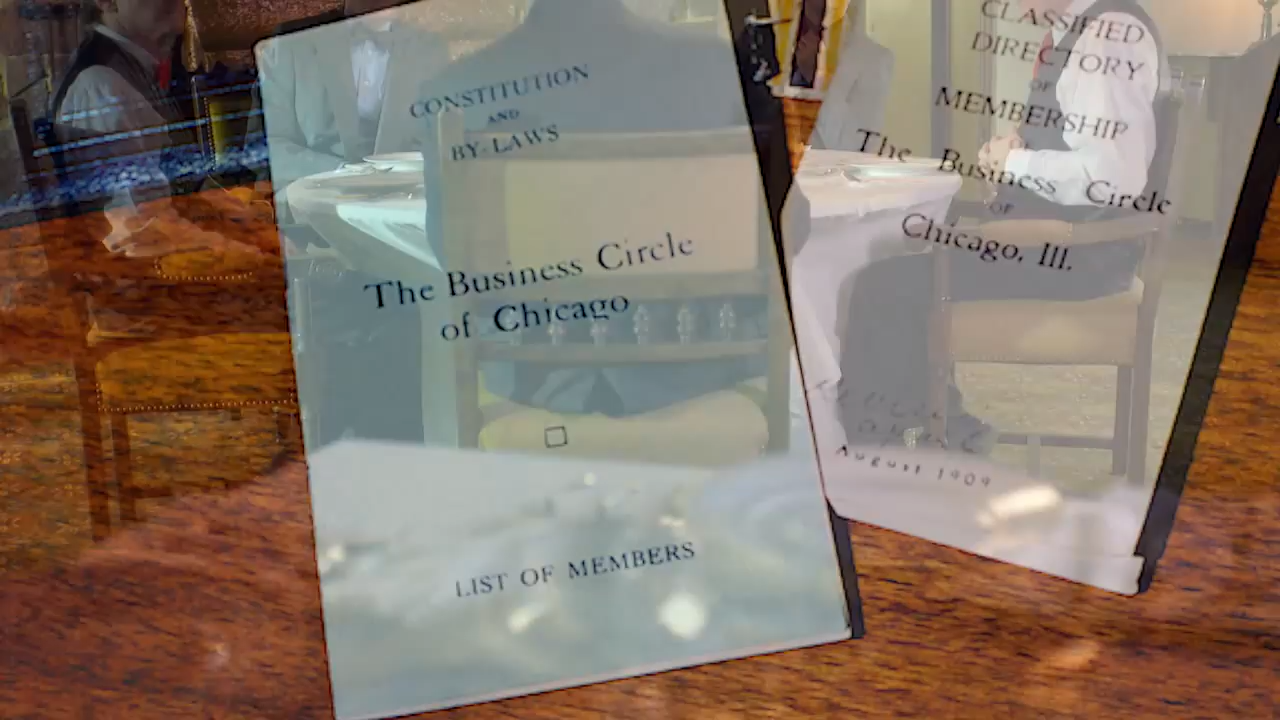 CONSTITUTION
AND
BY-LAWS
The Business Circle
of Chicago
LIST OF MEMBERS
CLASSIFIED
DIRECTORY
OF
MEMBERSHIP
The Business Circle
OF
Chicago, Ill.
August 1909